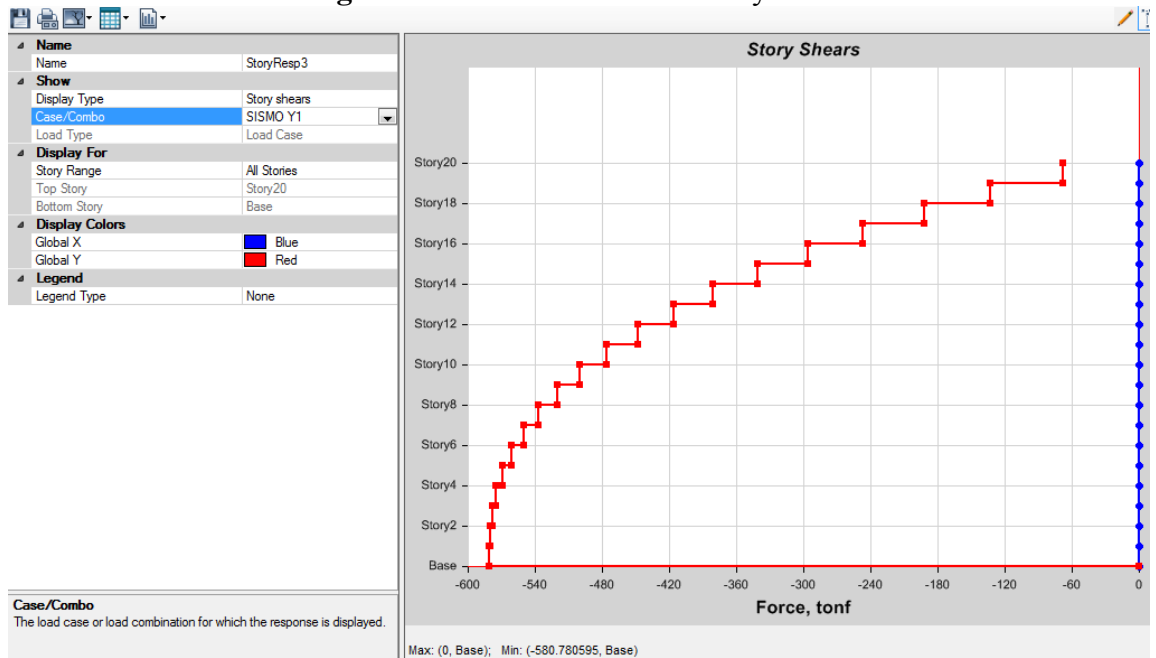 Name
Name StoryResp3
Show
Display Type Story shears
Case/Combo SISMO Y1
Load Type Load Case
Display For
Story Range All Stories
Top Story Story20
Bottom Story Base
Display Colors
Global X Blue
Global Y Red
Legend
Legend Type None
Case/Combo
The load case or load combination for which the response is displayed.
Story Shears
Story20
Story18
Story16
Story14
Story12
Story10
Story8
Story6
Story4
Story2
Base
-600 -540 -480 -420 -360 -300 -240 -180 -120 -60 0
Force, tonf
Max: (0, Base); Min: (-580.780595, Base)